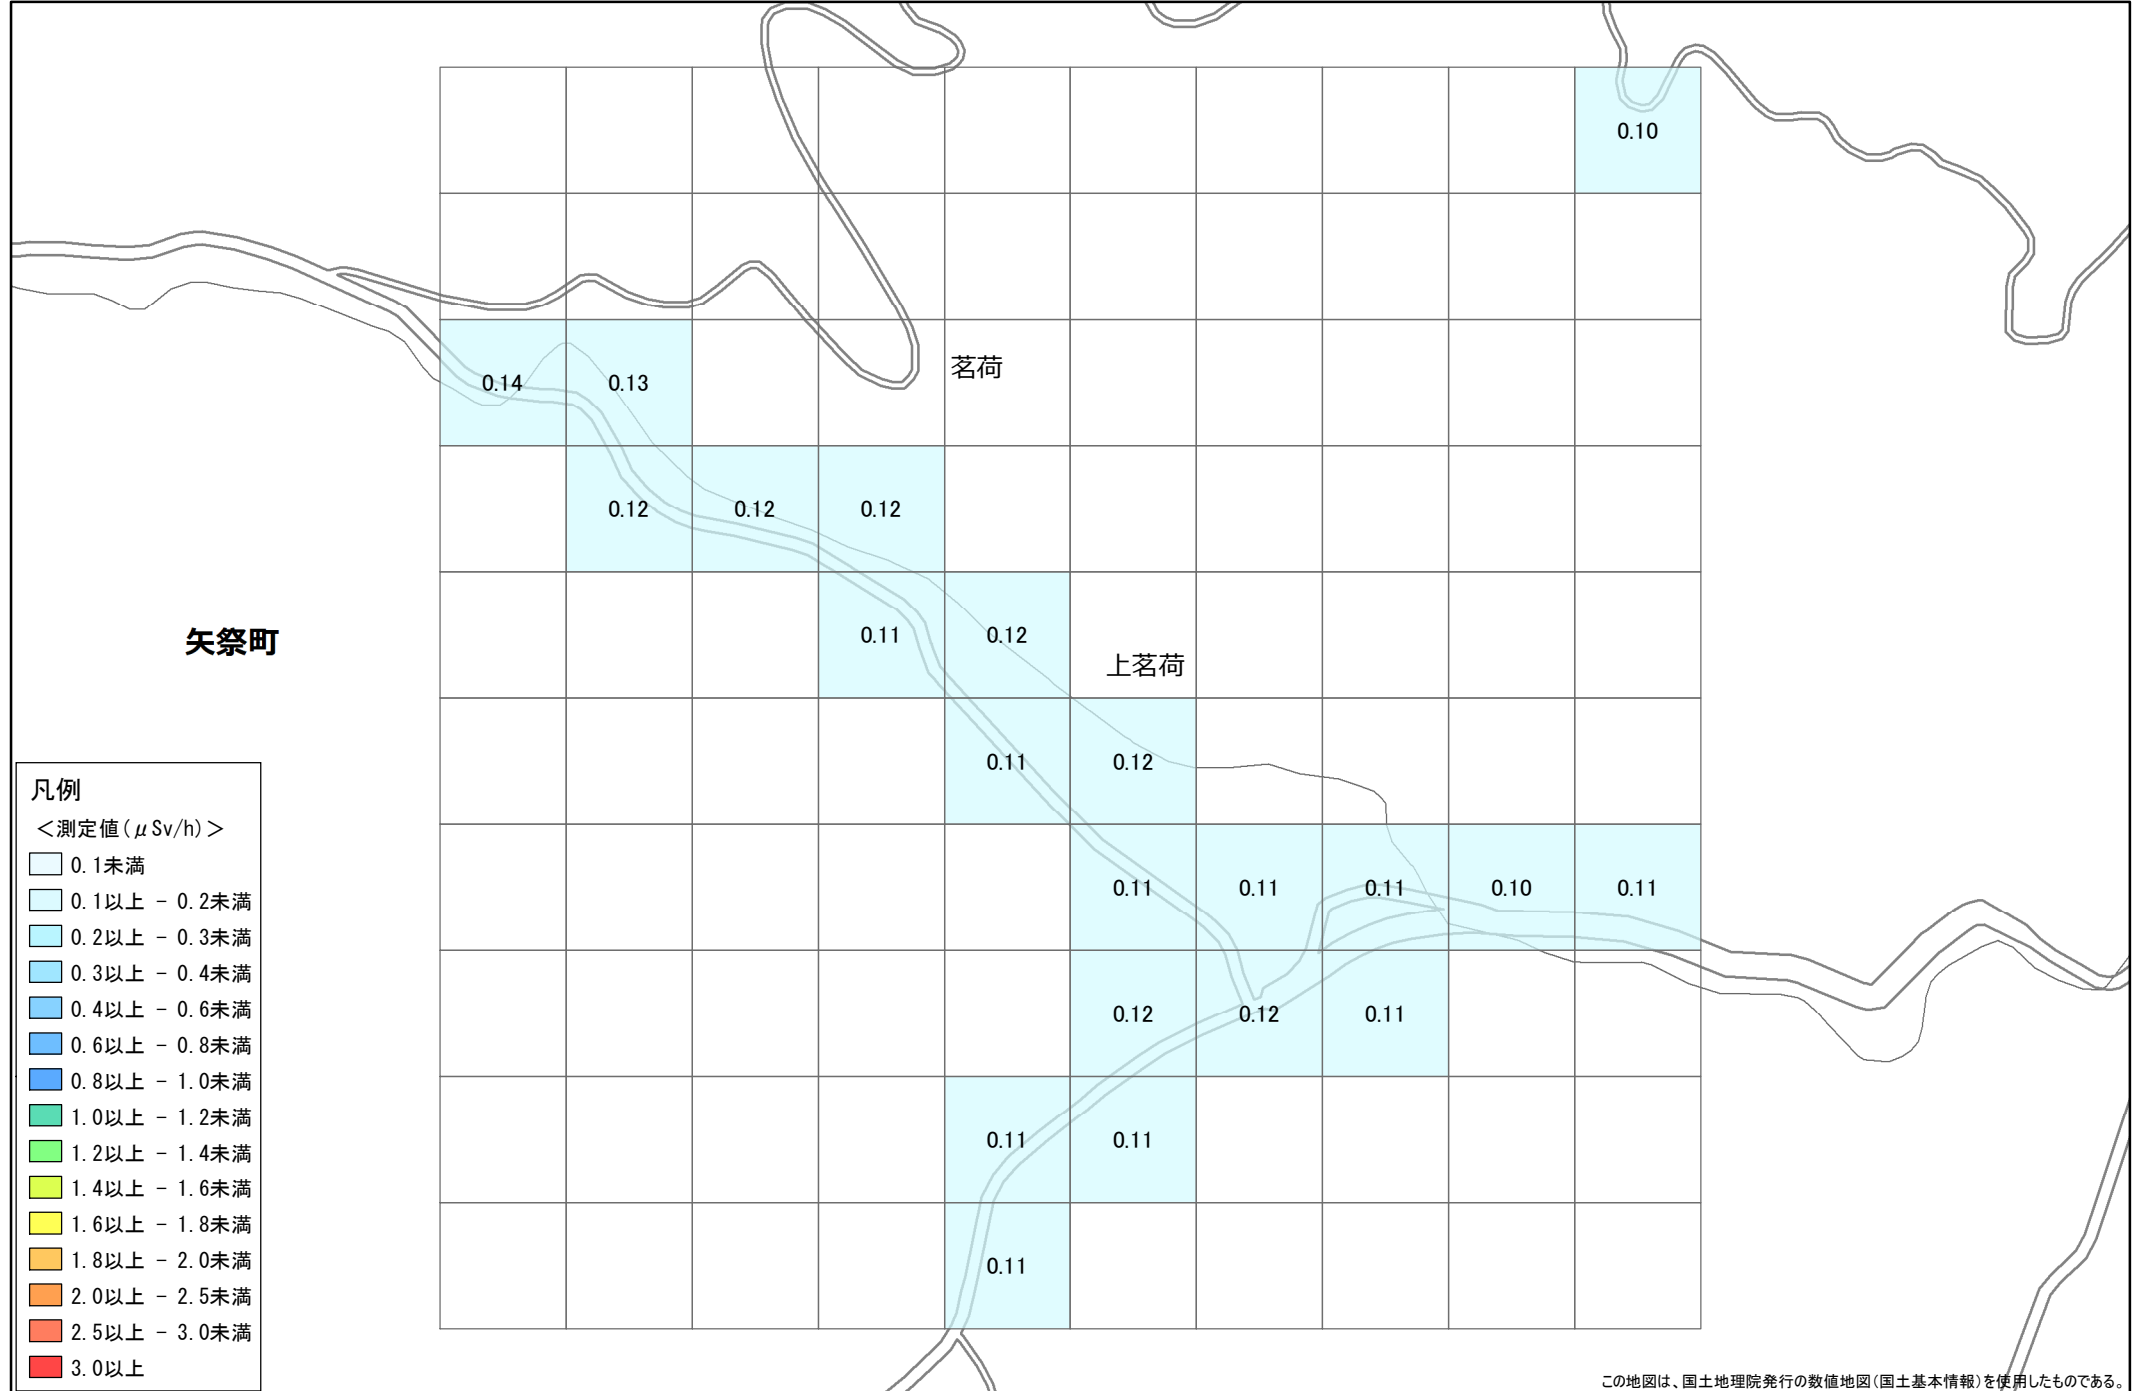 0.10
茗荷
0.14
0.13
0.12
0.12
0.12
矢祭町
0.11
0.12
上茗荷
0.11
0.12
0.11
0.11
0.11
0.10
0.11
0.12
0.12
0.11
0.11
0.11
0.11
凡例
＜測定値(μSv/h)＞
0.1未満
0.1以上 - 0.2未満
0.2以上 - 0.3未満
0.3以上 - 0.4未満
0.4以上 - 0.6未満
0.6以上 - 0.8未満
0.8以上 - 1.0未満
1.0以上 - 1.2未満
1.2以上 - 1.4未満
1.4以上 - 1.6未満
1.6以上 - 1.8未満
1.8以上 - 2.0未満
2.0以上 - 2.5未満
2.5以上 - 3.0未満
3.0以上
この地図は、国土地理院発行の数値地図(国土基本情報)を使用したものである。